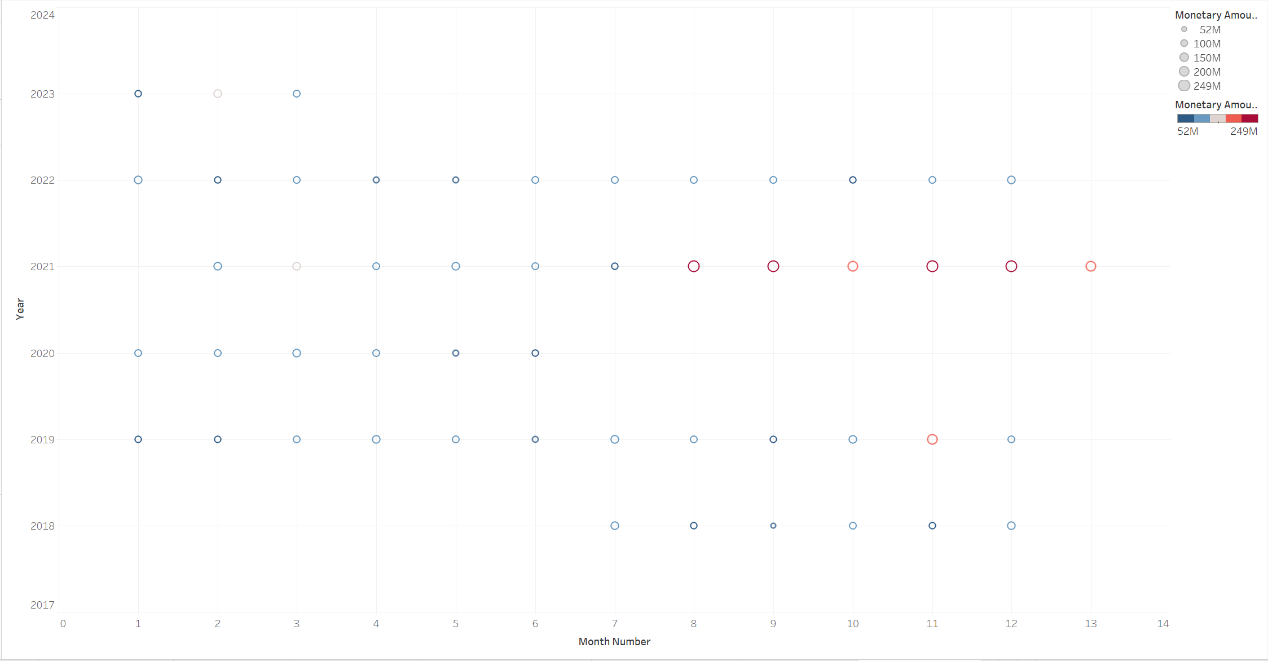 2024
2023
2022
2021
2020
2019
2018
2017
Year
0 1 2 3 4 5 6 7 8 9 10 11 12 13 14
Month Number
Monetary Amou..
52M
100M
150M
200M
249M
Monetary Amou..
52M 249M